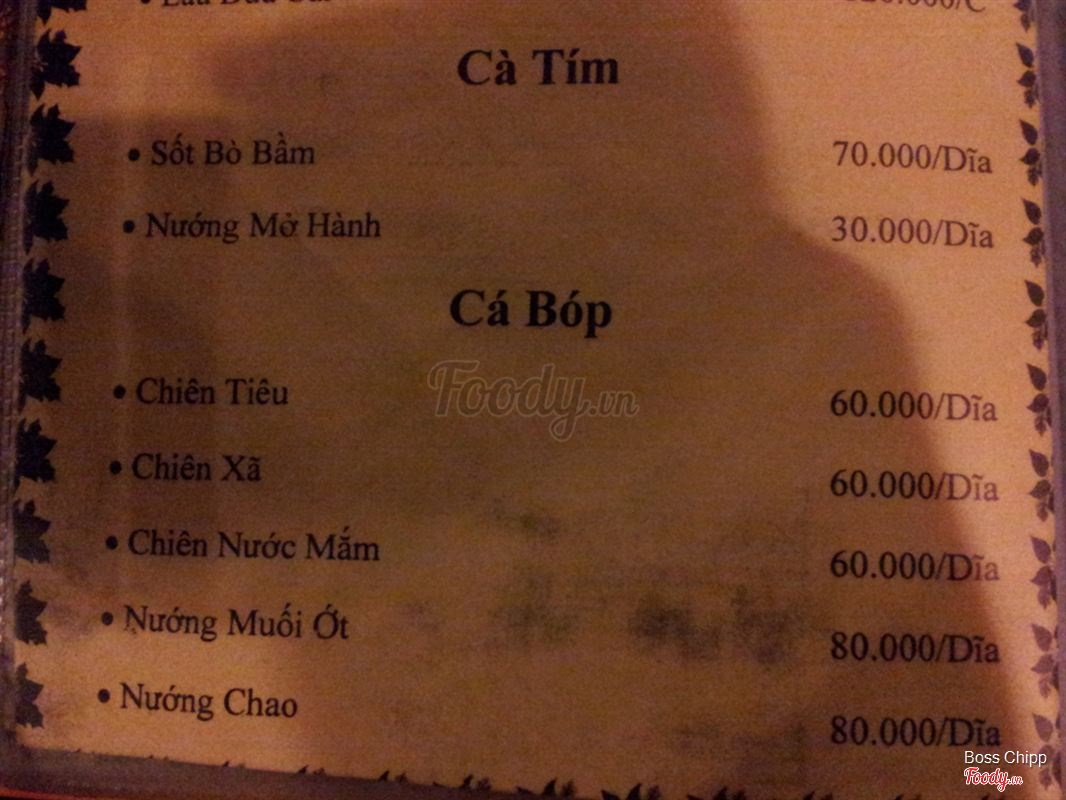 Cà Tím
• Sốt Bò Bầm 70.000/Dĩa
• Nướng Mở Hành 30.000/Dĩa
Cá Bóp
• Chiên Tiêu 60.000/Dĩa
• Chiên Xã 60.000/Dĩa
• Chiên Nước Mắm 60.000/Dĩa
• Nướng Muối Ớt 80.000/Dĩa
• Nướng Chao 80.000/Dĩa
Foody.vn
Boss Chipp
Foody.vn